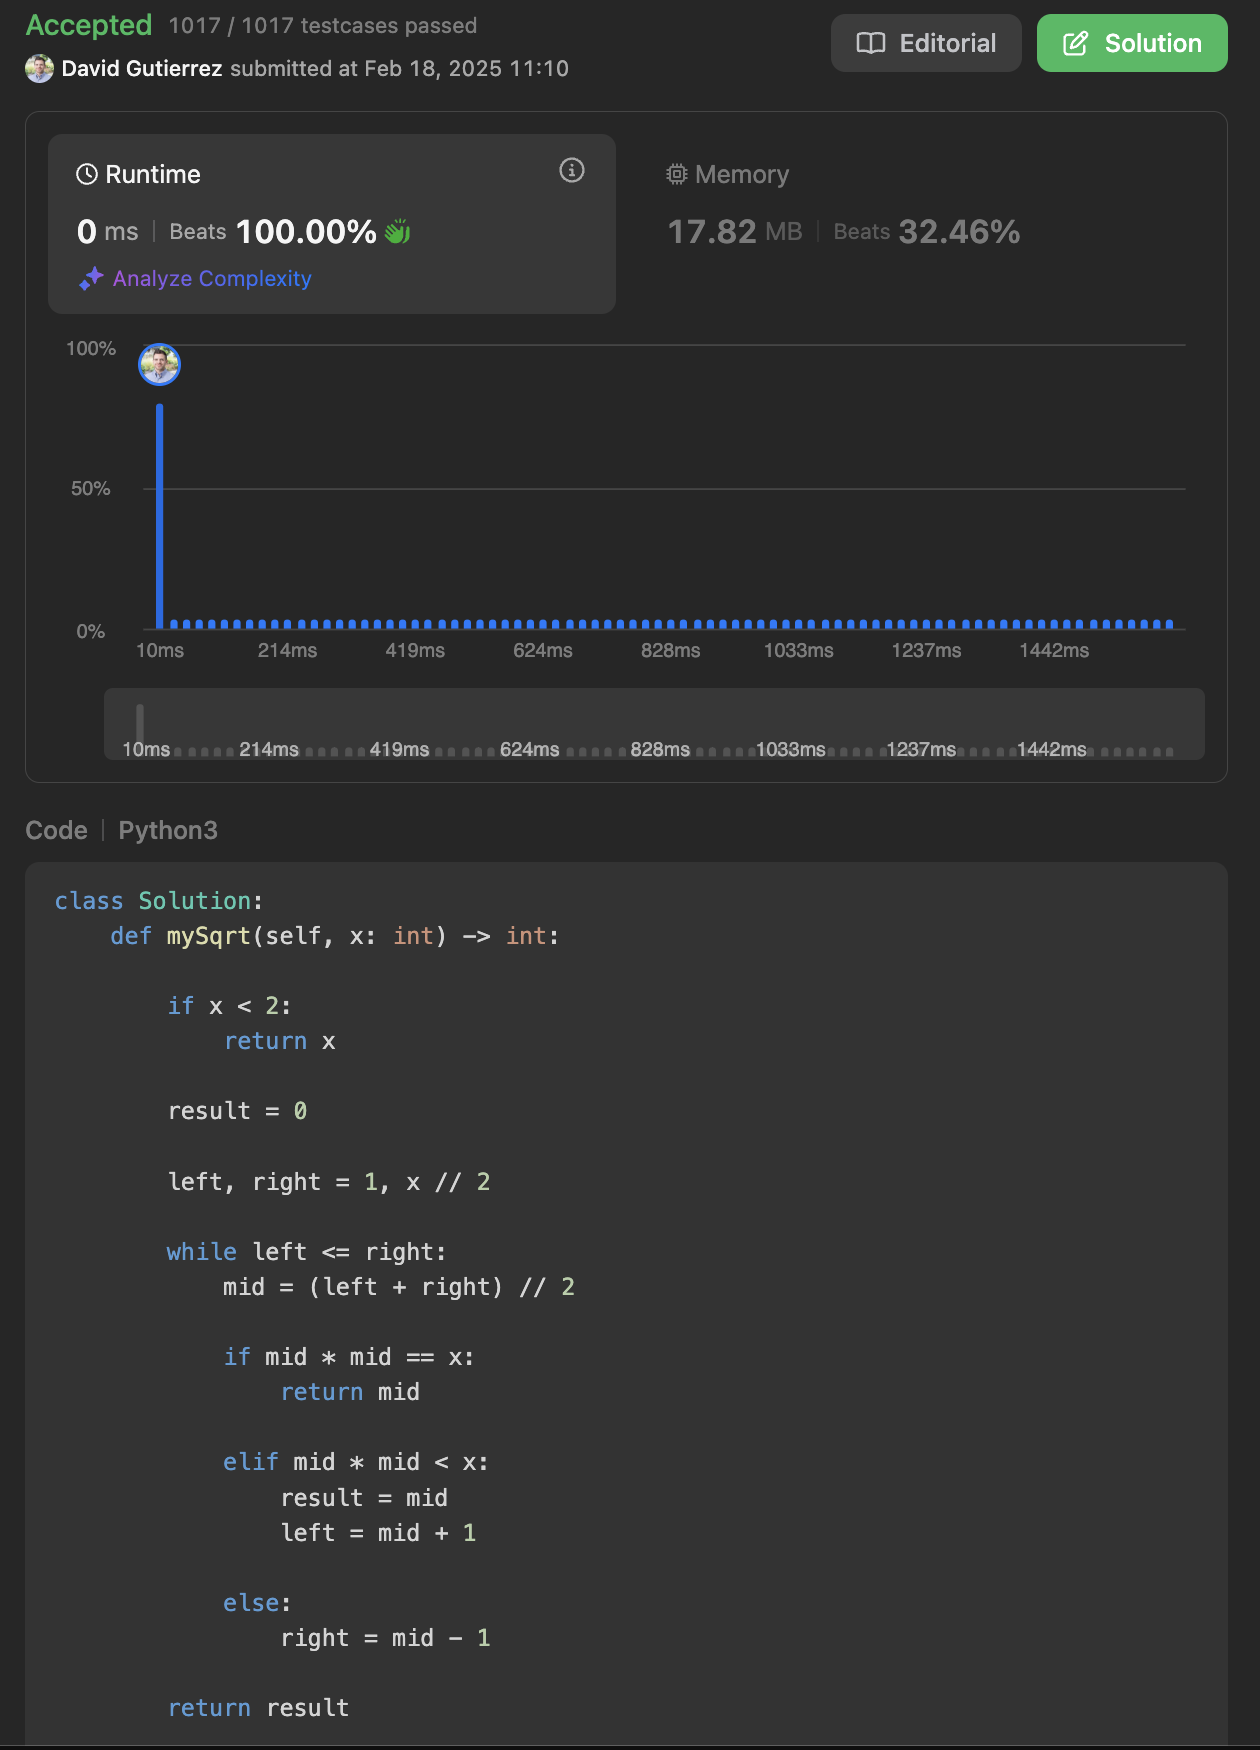 Accepted 1017 / 1017 testcases passed
David Gutierrez submitted at Feb 18, 2025 11:10
Editorial
Solution
Runtime
0 ms | Beats 100.00%
Analyze Complexity
Memory
17.82 MB | Beats 32.46%
100%
50%
0%
10ms 214ms 419ms 624ms 828ms 1033ms 1237ms 1442ms
10ms 214ms 419ms 624ms 828ms 1033ms 1237ms 1442ms
Code | Python3
class Solution:
    def mySqrt(self, x: int) -> int:
        if x < 2:
            return x
        result = 0
        left, right = 1, x // 2
        while left <= right:
            mid = (left + right) // 2
            if mid * mid == x:
                return mid
            elif mid * mid < x:
                result = mid
                left = mid + 1
            else:
                right = mid - 1
        return result